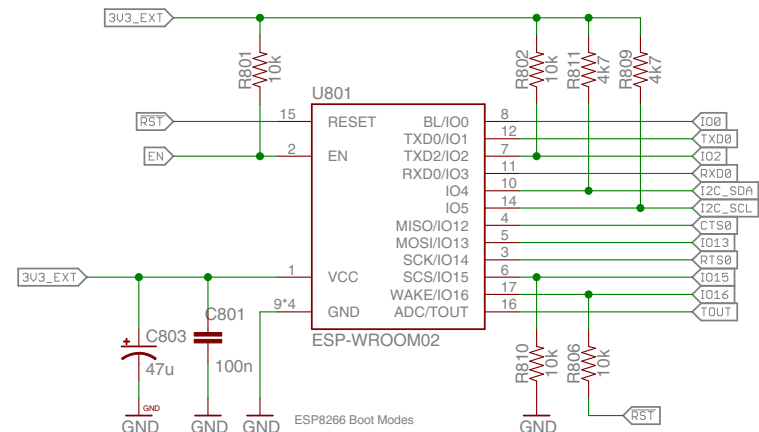 3V3_EXT
R801
10k
R802
10k
R811
4k7
R809
4k7
U801
RST
15
RESET
BL/IO0
8
IO0
TXD0/IO1
12
TXD0
EN
2
EN
TXD2/IO2
7
IO2
RXD0/IO3
11
RXD0
IO4
10
I2C_SDA
IO5
14
I2C_SCL
MISO/IO12
4
CTS0
MOSI/IO13
5
IO13
SCK/IO14
3
RTS0
3V3_EXT
1
VCC
SCS/IO15
6
IO15
WAKE/IO16
17
IO16
9*4
GND
ADC/TOUT
16
TOUT
ESP-WROOM02
+
C803
47u
C801
100n
R810
10k
R806
10k
GND
GND
GND
GND
ESP8266 Boot Modes
GND
RST